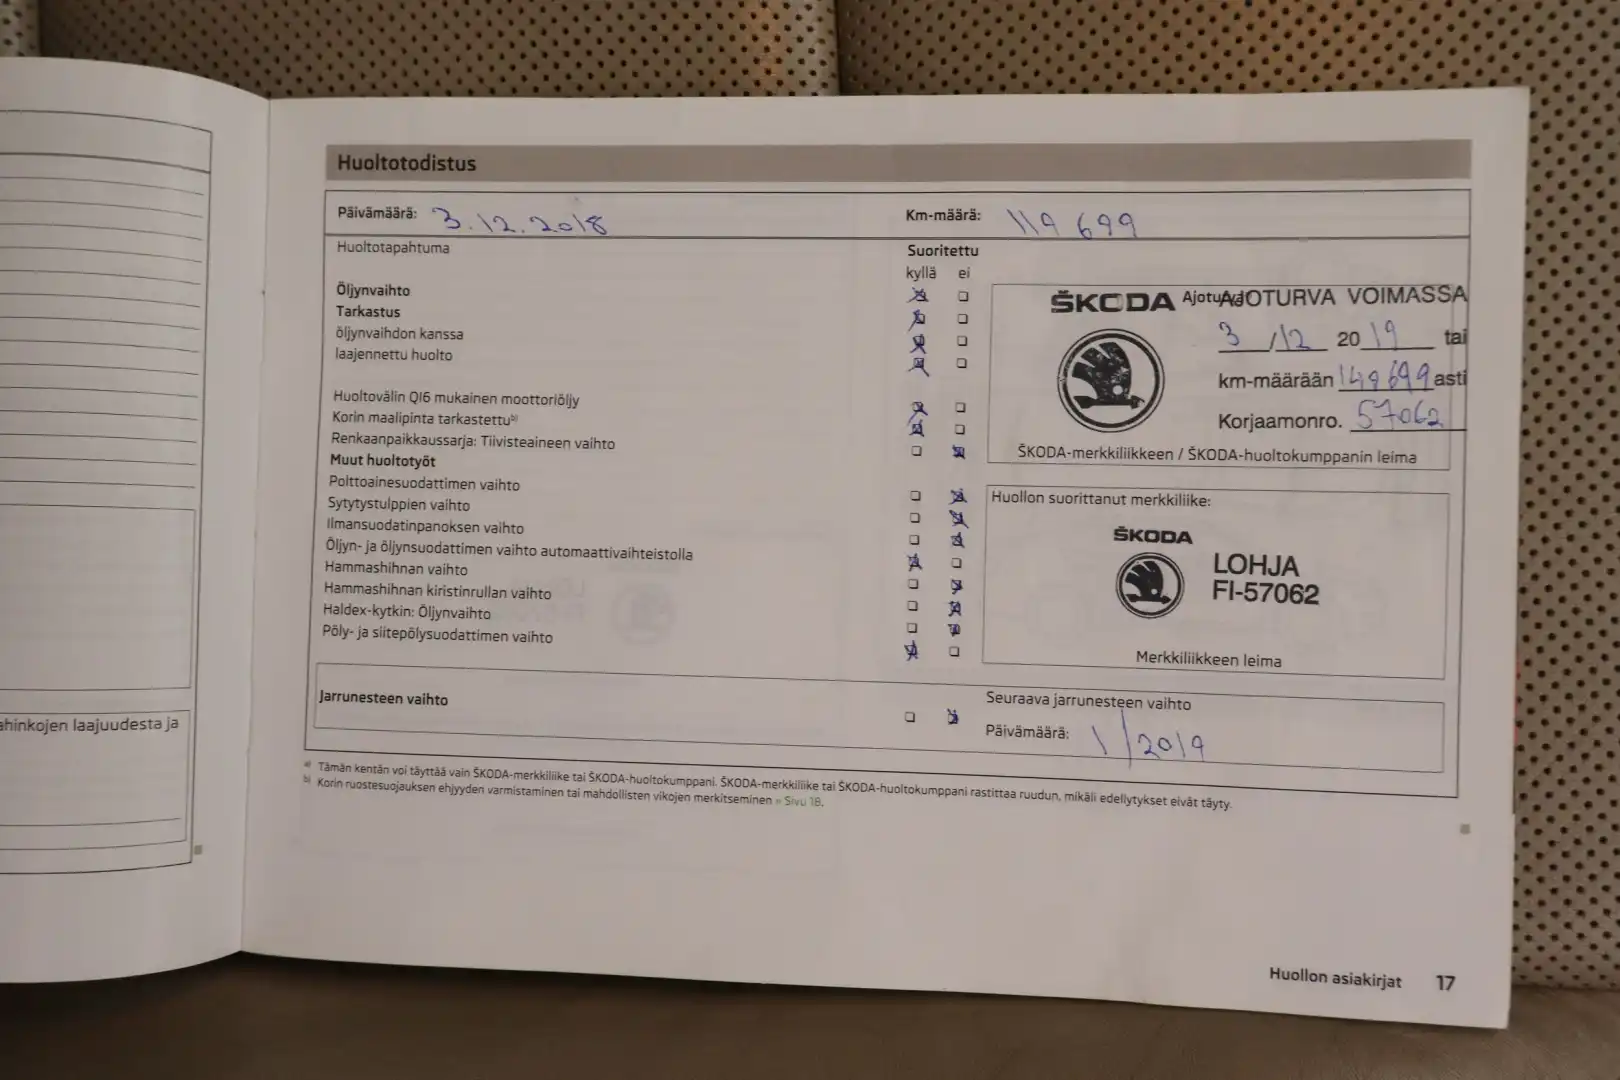 Huoltotodistus
Päivämäärä: 3.12.2018 Km-määrä: 119 699
Huoltotapahtuma Suoritettu
kyllä ei
Öljynvaihto
Tarkastus
öljynvaihdon kanssa
laajennettu huolto
Huoltovälin QI6 mukainen moottoriöljy
Korin maalipinta tarkastettu b)
Renkaanpaikkaussarja: Tiivisteaineen vaihto
Muut huoltotyöt
Polttoainesuodattimen vaihto
Sytytystulppien vaihto
Ilmansuodatinpanoksen vaihto
Öljyn- ja öljynsuodattimen vaihto automaattivaihteistolla
Hammashihnan vaihto
Hammashihnan kiristinrullan vaihto
Haldex-kytkin: Öljynvaihto
Pöly- ja siitepölysuodattimen vaihto
ŠKODA AJOTURVA VOIMASSA
3/12 2019 tai
km-määrään 149 699 asti
Korjaamonro. 57062
ŠKODA-merkkiliikkeen / ŠKODA-huoltokumppanin leima
Huollon suorittanut merkkiliike:
ŠKODA
LOHJA
FI-57062
Merkkiliikkeen leima
Jarrunesteen vaihto
Seuraava jarrunesteen vaihto
Päivämäärä: 1/2019
a) Tämän kentän voi täyttää vain ŠKODA-merkkiliike tai ŠKODA-huoltokumppani. ŠKODA-merkkiliike tai ŠKODA-huoltokumppani rastittaa ruudun, mikäli edellytykset eivät täyty.
b) Korin ruostesuojauksen ehjyyden varmistaminen tai mahdollisten vikojen merkitseminen » Sivu 18.
ahinkojen laajuudesta ja
Huollon asiakirjat 17